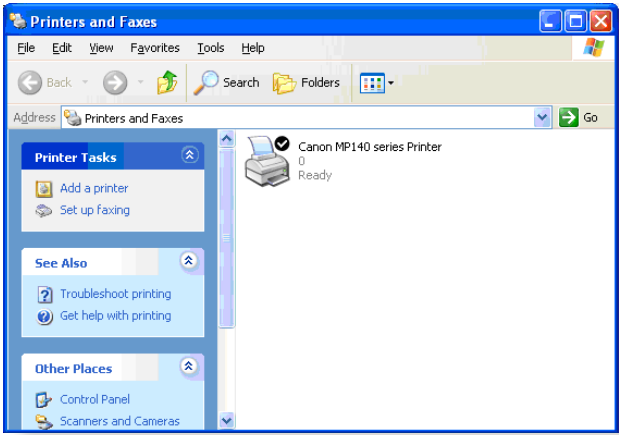 Printers and Faxes
File Edit View Favorites Tools Help
Back Search Folders
Address Printers and Faxes Go
Printer Tasks
Add a printer
Set up faxing
See Also
Troubleshoot printing
Get help with printing
Other Places
Control Panel
Scanners and Cameras
Canon MP140 series Printer
0
Ready